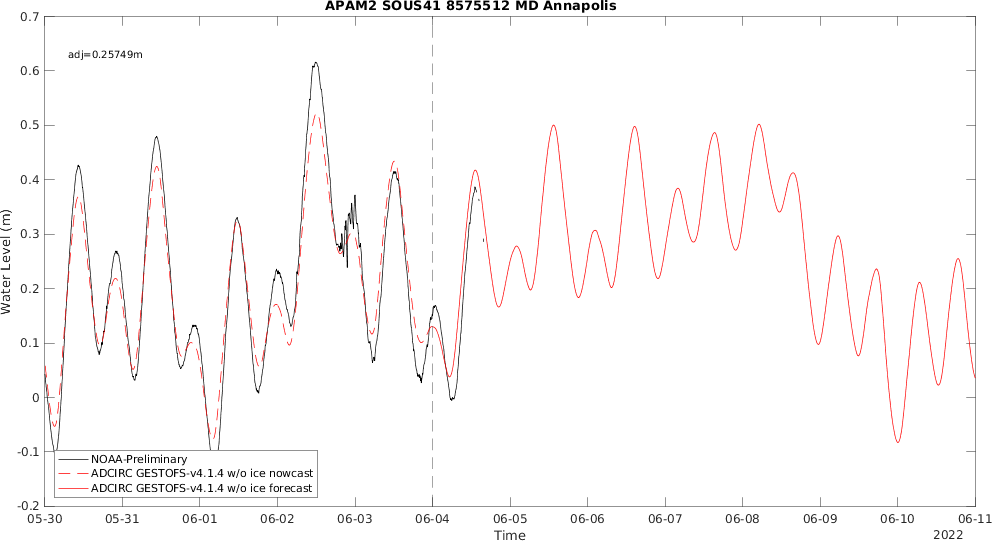 APAM2 SOUS41 8575512 MD Annapolis
adj=0.25749m
0.7
0.6
0.5
0.4
0.3
0.2
0.1
0
-0.1
-0.2
Water Level (m)
NOAA-Preliminary
ADCIRC GESTOFS-v4.1.4 w/o ice nowcast
ADCIRC GESTOFS-v4.1.4 w/o ice forecast
05-30 05-31 06-01 06-02 06-03 06-04 06-05 06-06 06-07 06-08 06-09 06-10 06-11
Time
2022